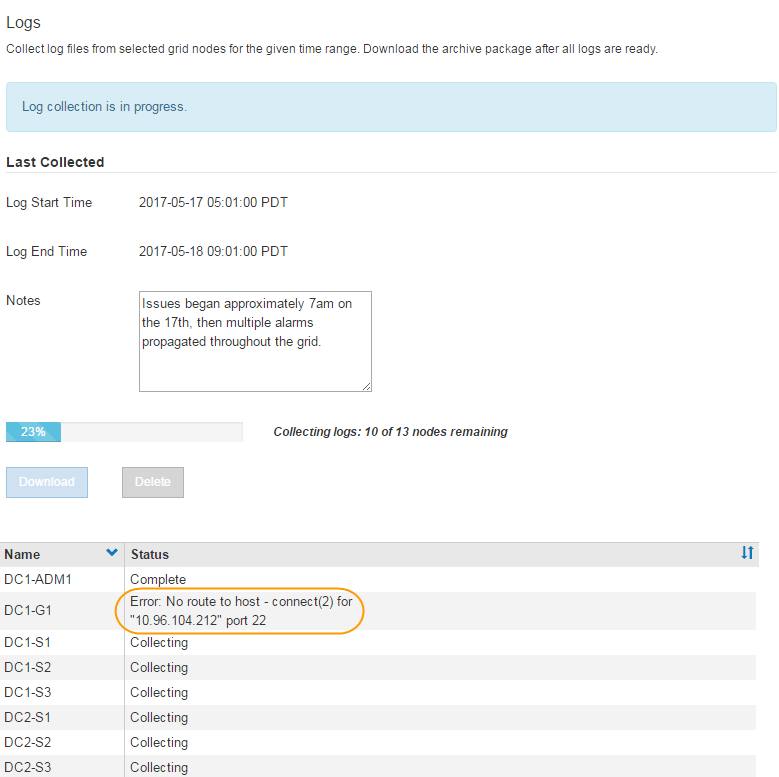 Logs
Collect log files from selected grid nodes for the given time range. Download the archive package after all logs are ready.
Log collection is in progress.
Last Collected
Log Start Time 2017-05-17 05:01:00 PDT
Log End Time 2017-05-18 09:01:00 PDT
Notes Issues began approximately 7am on
the 17th, then multiple alarms
propagated throughout the grid.
23% Collecting logs: 10 of 13 nodes remaining
Download Delete
Name Status
DC1-ADM1 Complete
DC1-G1 Error: No route to host - connect(2) for
"10.96.104.212" port 22
DC1-S1 Collecting
DC1-S2 Collecting
DC1-S3 Collecting
DC2-S1 Collecting
DC2-S2 Collecting
DC2-S3 Collecting